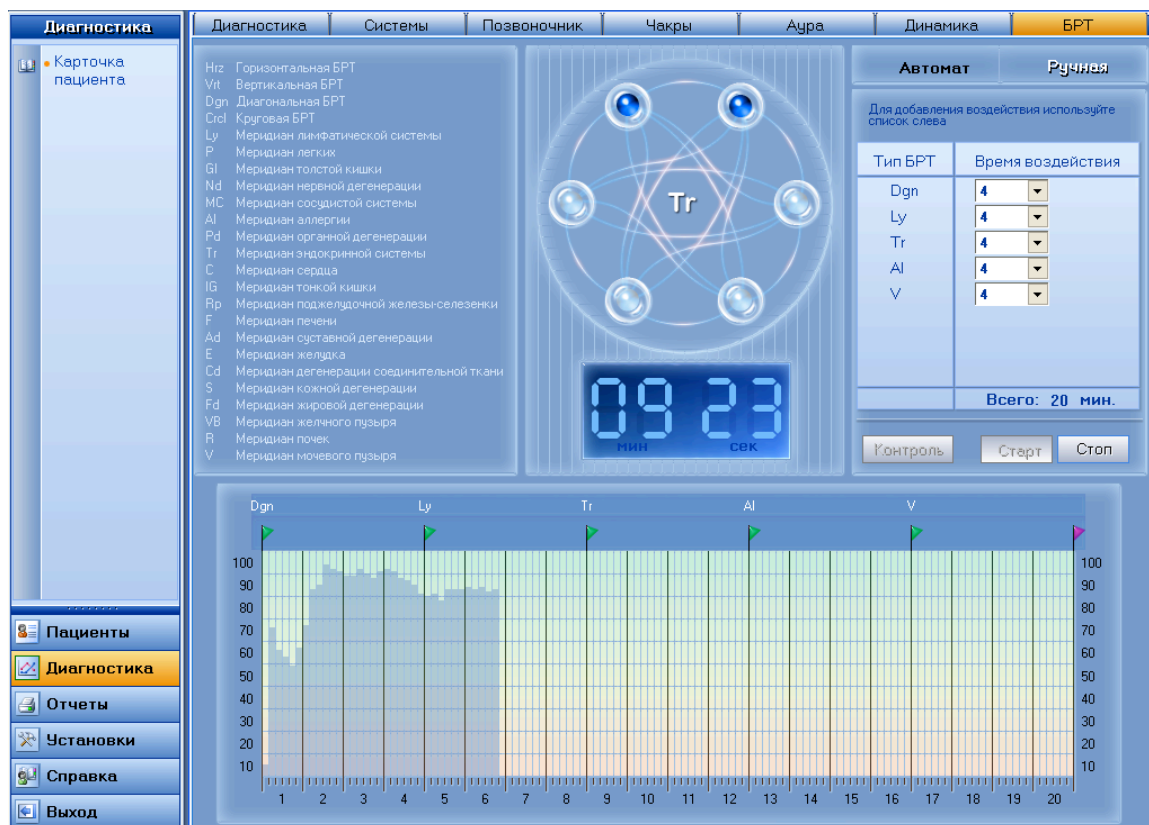 Диагностика
Карточка
пациента
Пациенты
Диагностика
Отчеты
Установки
Справка
Выход
Диагностика Системы Позвоночник Чакры Аура Динамика БРТ
Hrz Горизонтальная БРТ
Vrt Вертикальная БРТ
Dgn Диагональная БРТ
Crcl Круговая БРТ
Ly Меридиан лимфатической системы
P Меридиан легких
GI Меридиан толстой кишки
Nd Меридиан нервной дегенерации
MC Меридиан сосудистой системы
Al Меридиан аллергии
Pd Меридиан органной дегенерации
Tr Меридиан эндокринной системы
C Меридиан сердца
IG Меридиан тонкой кишки
Rp Меридиан поджелудочной железы-селезенки
F Меридиан печени
Ad Меридиан суставной дегенерации
E Меридиан желудка
Cd Меридиан дегенерации соединительной ткани
S Меридиан кожной дегенерации
Fd Меридиан жировой дегенерации
VB Меридиан желчного пузыря
R Меридиан почек
V Меридиан мочевого пузыря
Tr
09 23
мин сек
Автомат Ручная
Для добавления воздействия используйте
список слева
Тип БРТ Время воздействия
Dgn 4
Ly 4
Tr 4
Al 4
V 4
Всего: 20 мин.
Контроль Старт Стоп
Dgn Ly Tr Al V
100 100
90 90
80 80
70 70
60 60
50 50
40 40
30 30
20 20
10 10
1 2 3 4 5 6 7 8 9 10 11 12 13 14 15 16 17 18 19 20